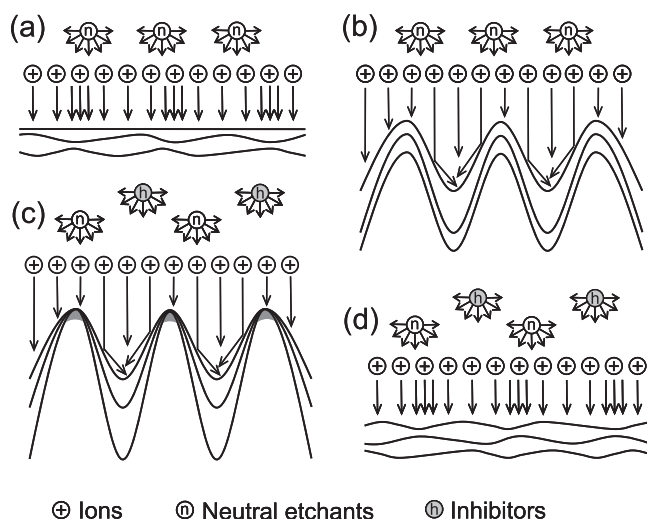 (a) n n n
(b) n n n
+ + + + + + + + + + + +
+ + + + + + + + + + + +
(c) n h n h
+ + + + + + + + + + + +
(d) n h n h
+ + + + + + + + + + + +
+ Ions n Neutral etchants h Inhibitors